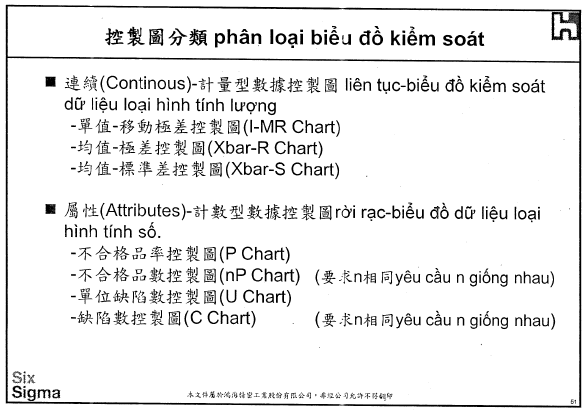 控製圖分類 phân loại biểu đồ kiểm soát
■ 連續(Continous)-計量型數據控製圖 liên tục-biểu đồ kiểm soát
dữ liệu loại hình tính lượng
-單值-移動極差控製圖(I-MR Chart)
-均值-極差控製圖(Xbar-R Chart)
-均值-標準差控製圖(Xbar-S Chart)
■ 屬性(Attributes)-計數型數據控製圖rời rạc-biểu đồ dữ liệu loại
hình tính số.
-不合格品率控製圖(P Chart)
-不合格品數控製圖(nP Chart) (要求n相同yêu cầu n giống nhau)
-單位缺陷數控製圖(U Chart)
-缺陷數控製圖(C Chart) (要求n相同yêu cầu n giống nhau)
Six
Sigma
本文件屬於鴻海精密工業股份有限公司，非經公司允許不得翻印
51